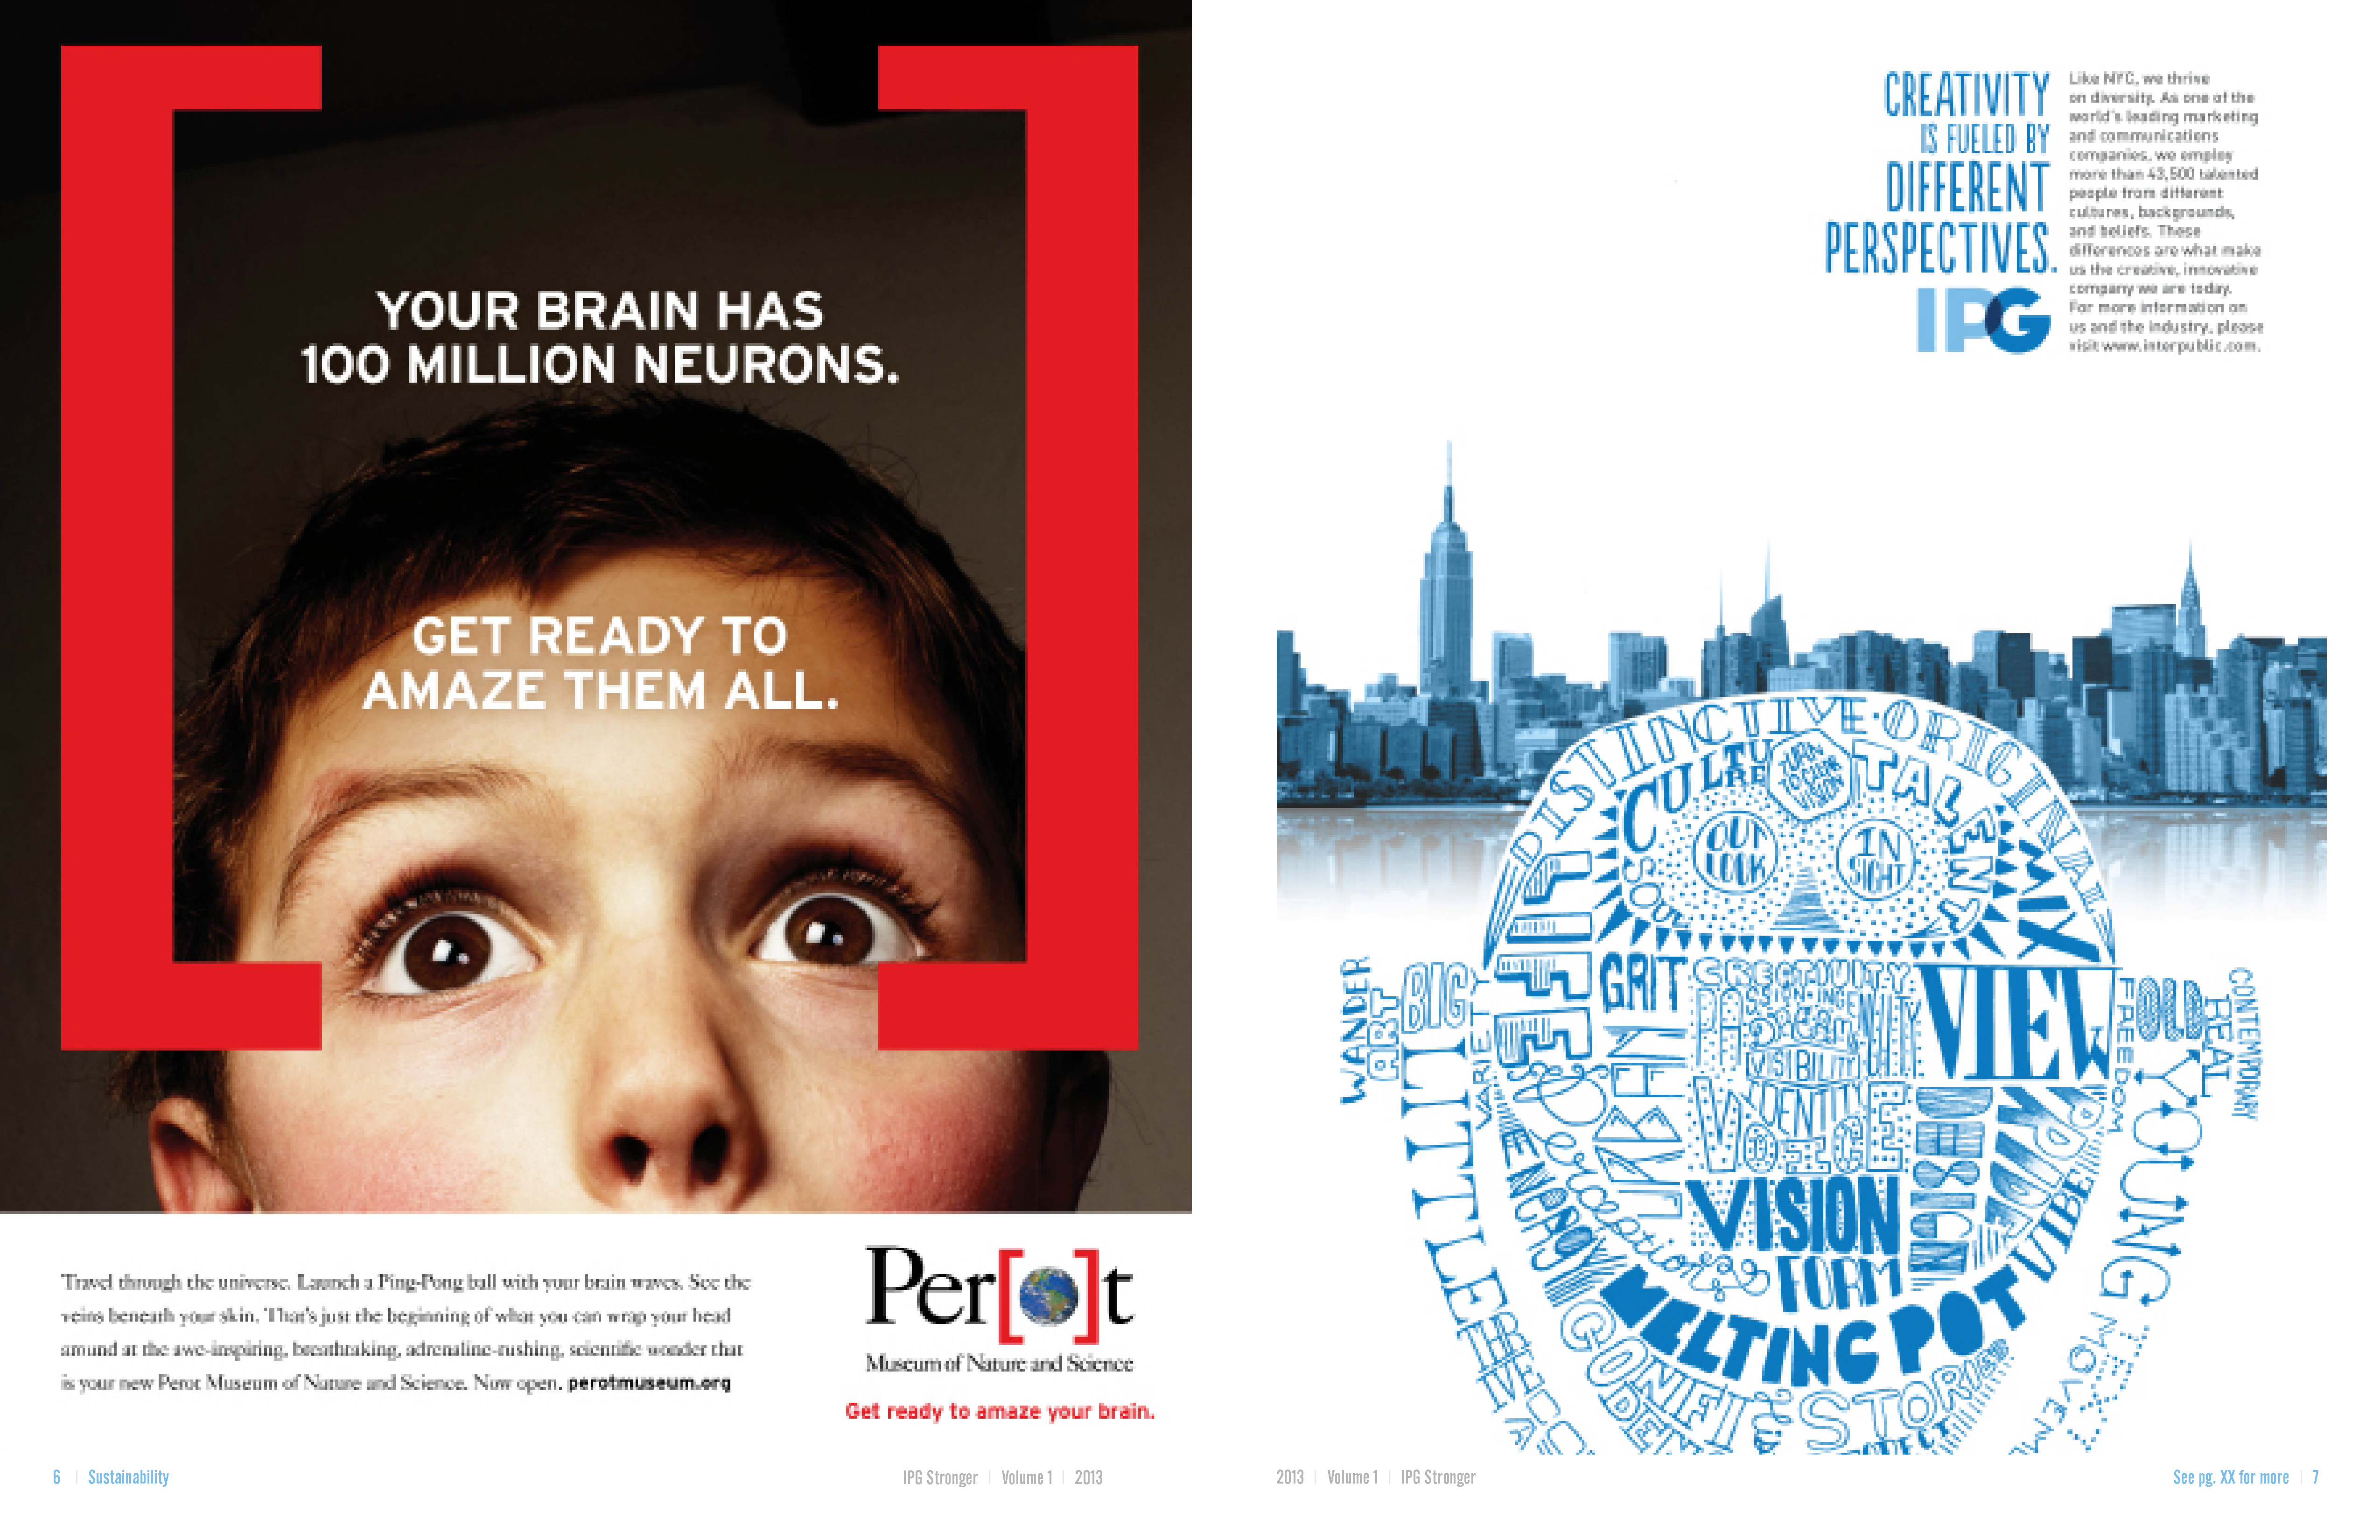 YOUR BRAIN HAS
100 MILLION NEURONS.
GET READY TO
AMAZE THEM ALL.
Travel through the universe. Launch a Ping-Pong ball with your brain waves. See the
veins beneath your skin. That's just the beginning of what you can wrap your head
around at the awe-inspiring, breathtaking, adrenaline-rushing, scientific wonder that
is your new Perot Museum of Nature and Science. Now open. perotmuseum.org
Per[o]t
Museum of Nature and Science
Get ready to amaze your brain.
6 | Sustainability
IPG Stronger | Volume 1 | 2013
CREATIVITY
IS FUELED BY
DIFFERENT
PERSPECTIVES.
IPG
Like NYC, we thrive
on diversity. As one of the
world's leading marketing
and communications
companies, we employ
more than 43,500 talented
people from different
cultures, backgrounds,
and beliefs. These
differences are what make
us the creative, innovative
company we are today.
For more information on
us and the industry, please
visit www.interpublic.com.
DISTINCTIVE·ORIGINAL
CULTURE
TALENT
OUT
LOOK
IN
SIGHT
SOUL
MIX
LIFE
GRIT
CREATIVITY
PASSION·INGENUITY
VISIBILITY
IDENTITY
VOICE
VIEW
WANDER
ART
BIG
VARIETY
LITTLE
FREEDOM
OLD
REAL
CONTEMPORARY
YOUNG
URBAN
Perception
ENERGY
DESIGN
PRIDE
VIBE
VISION
FORM
MELTING POT
STORIES
TEXT
2013 | Volume 1 | IPG Stronger
See pg. XX for more | 7